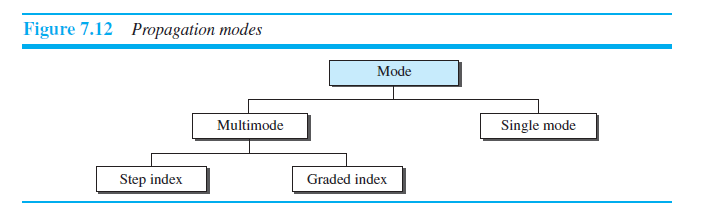 Figure 7.12 Propagation modes
Mode
Multimode
Single mode
Step index
Graded index